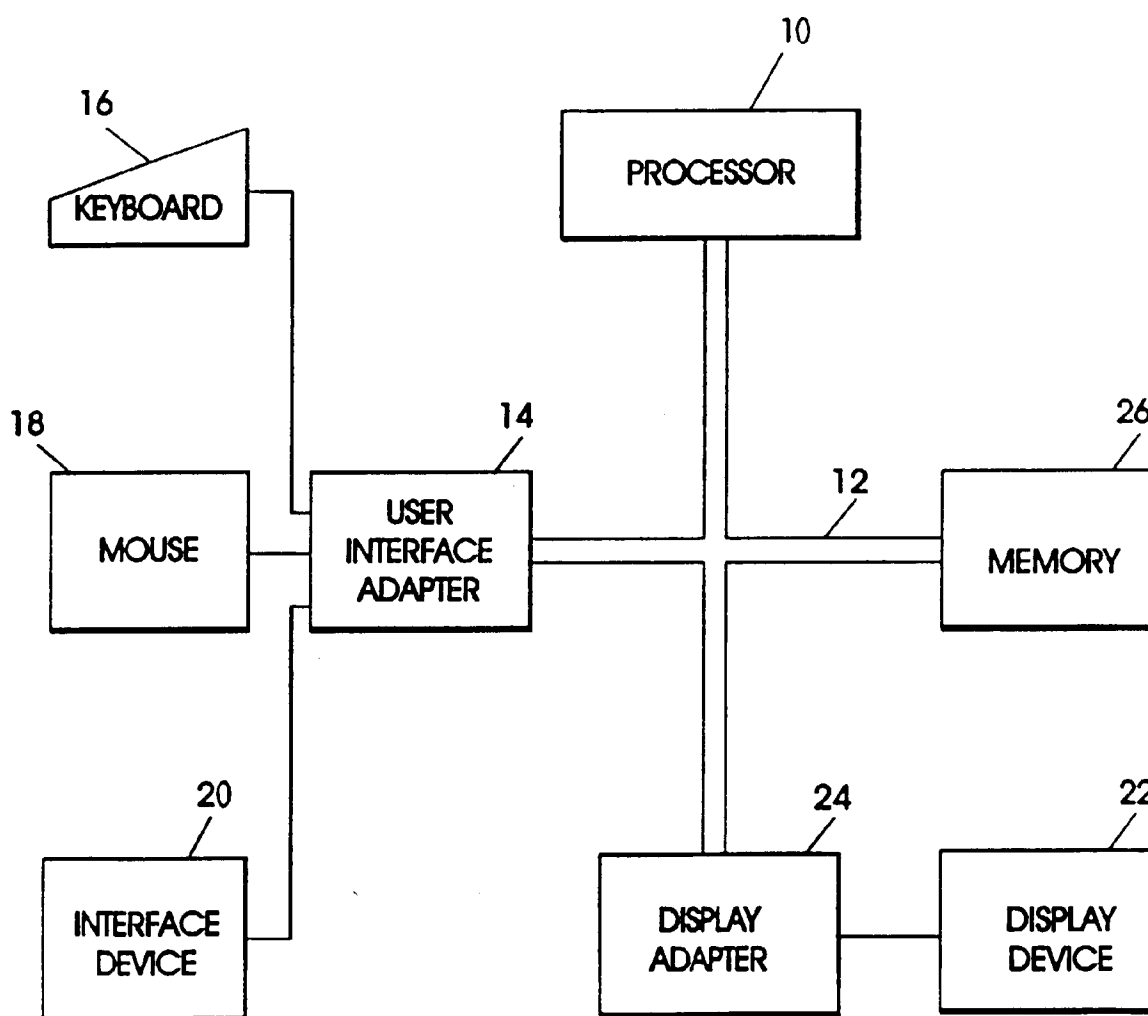 10
16
PROCESSOR
KEYBOARD
18
14
26
12
MOUSE
USER
INTERFACE
ADAPTER
MEMORY
20
24
22
INTERFACE
DEVICE
DISPLAY
ADAPTER
DISPLAY
DEVICE